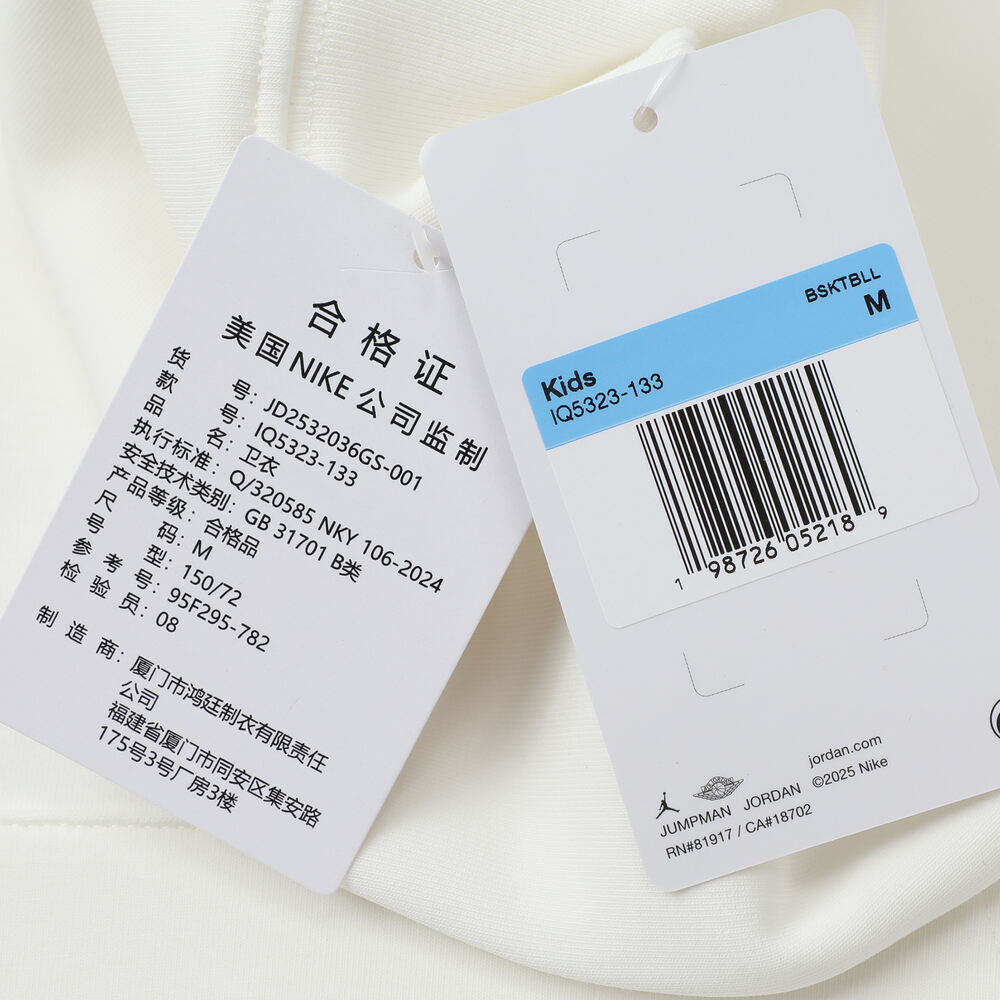 合格证
美国NIKE公司监制
货号：JD2532036GS-001
款号：IQ5323-133
品名：卫衣
执行标准：Q/320585 NKY 106-2024
安全技术类别：GB 31701 B类
产品等级：合格品
尺码：M
号型：150/72
参考号：95F295-782
检验员：08
制造商：厦门市鸿廷制衣有限责任
公司
福建省厦门市同安区集安路
175号3号厂房3楼
BSKTBLL
M
Kids
IQ5323-133
1 98726 05218 9
jordan.com
©2025 Nike
JUMPMAN JORDAN
RN#81917 / CA#18702